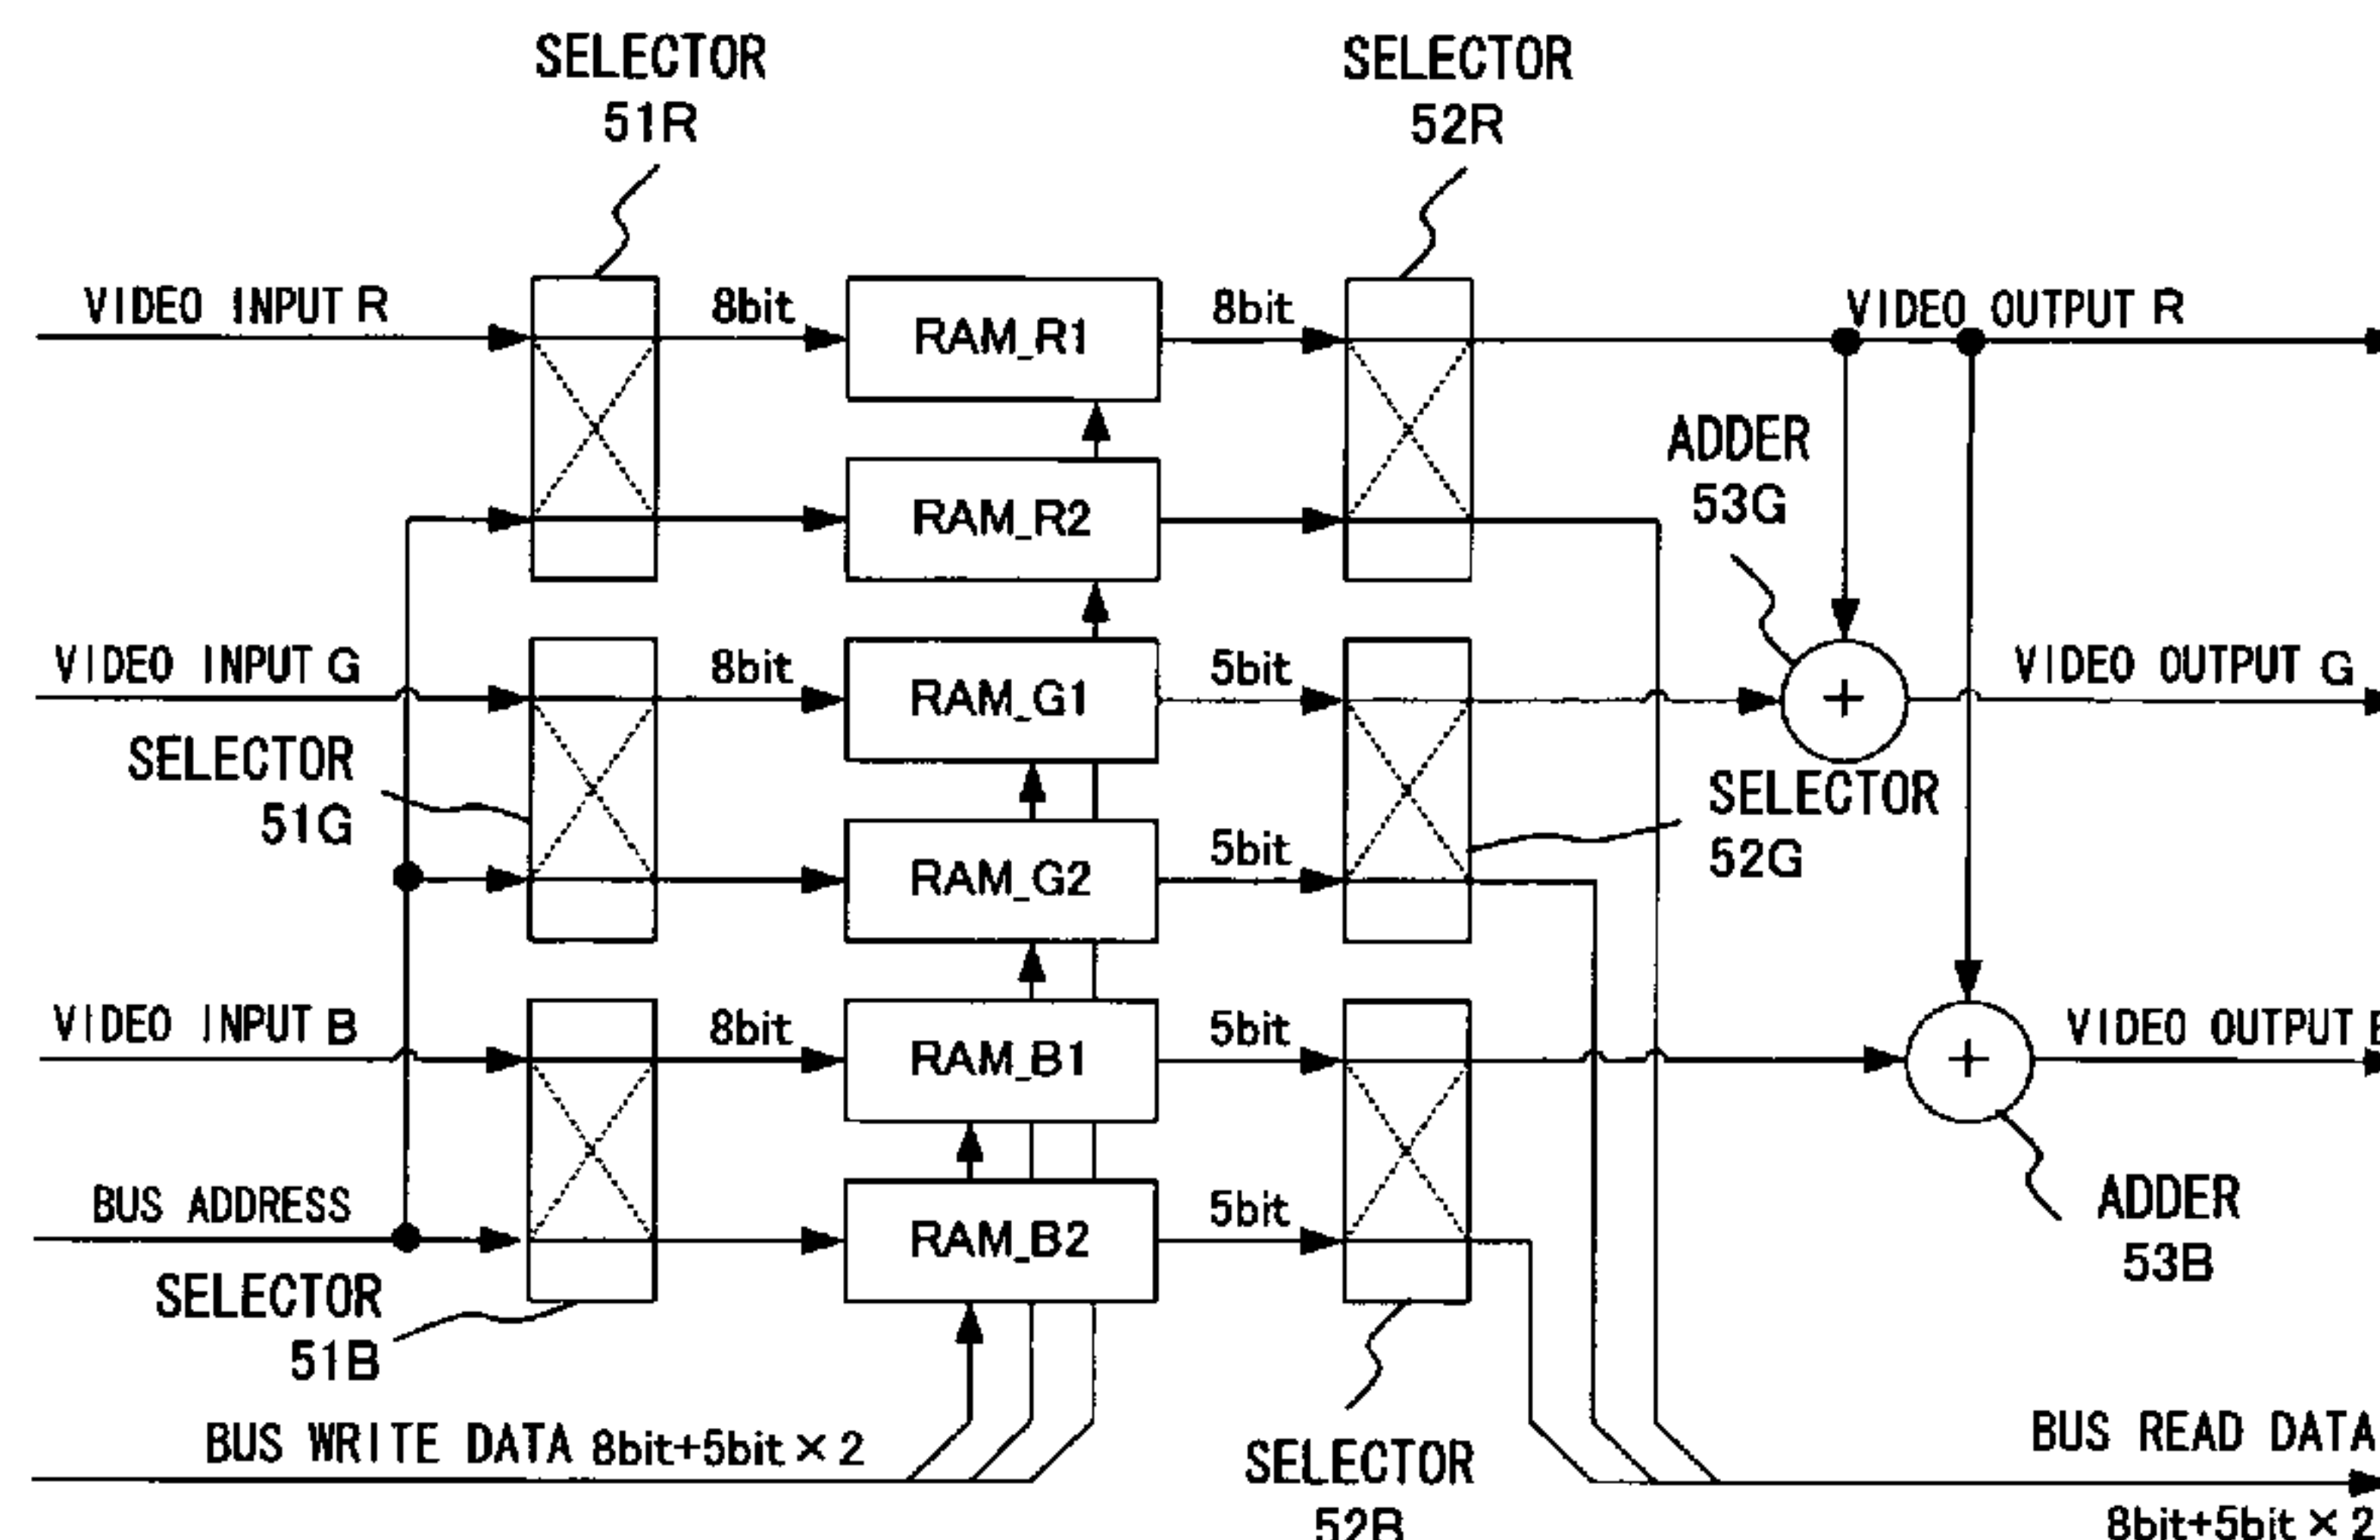 SELECTOR
51R
SELECTOR
52R
VIDEO INPUT R
8bit
RAM_R1
8bit
VIDEO OUTPUT R
ADDER
53G
RAM_R2
VIDEO INPUT G
8bit
RAM_G1
5bit
VIDEO OUTPUT G
SELECTOR
51G
+
SELECTOR
52G
RAM_G2
5bit
VIDEO INPUT B
8bit
RAM_B1
5bit
+
VIDEO OUTPUT
BUS ADDRESS
RAM_B2
5bit
ADDER
53B
SELECTOR
51B
BUS WRITE DATA 8bit+5bit × 2
SELECTOR
52B
BUS READ DATA
8bit+5bit × 2